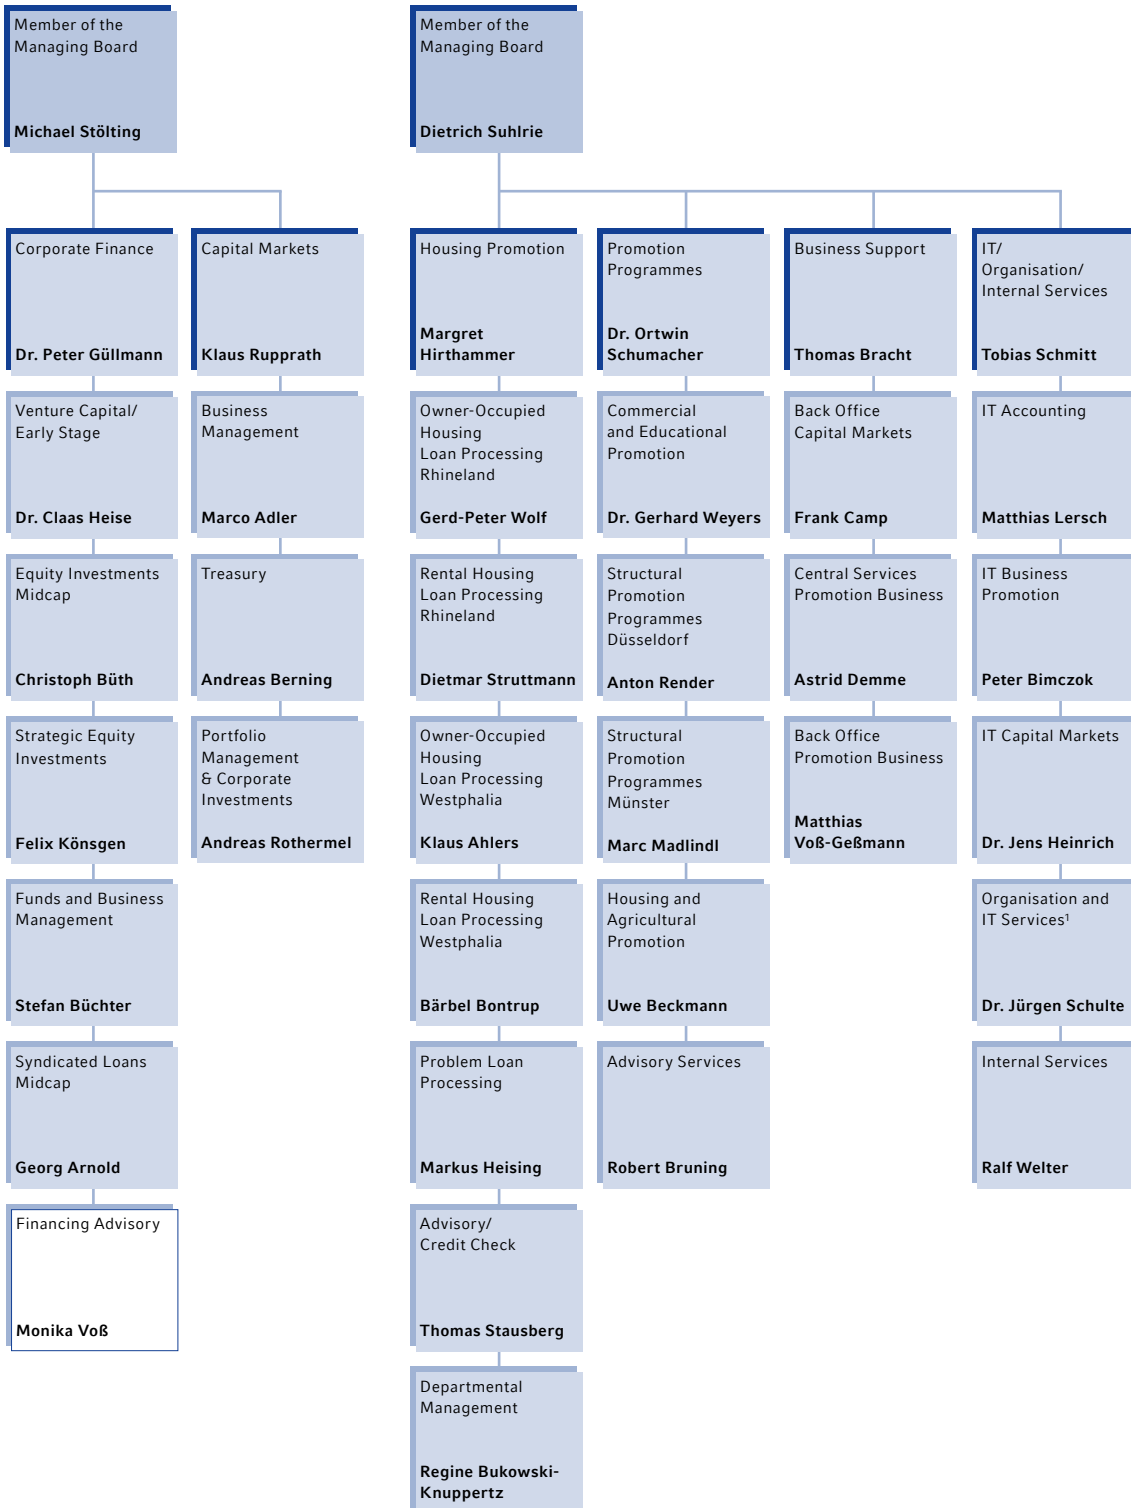 Member of the
Managing Board
Michael Stölting
Member of the
Managing Board
Dietrich Suhlrie
Corporate Finance
Dr. Peter Güllmann
Venture Capital/
Early Stage
Dr. Claas Heise
Equity Investments
Midcap
Christoph Büth
Strategic Equity
Investments
Felix Könsgen
Funds and Business
Management
Stefan Büchter
Syndicated Loans
Midcap
Georg Arnold
Financing Advisory
Monika Voß
Capital Markets
Klaus Rupprath
Business
Management
Marco Adler
Treasury
Andreas Berning
Portfolio
Management
& Corporate
Investments
Andreas Rothermel
Housing Promotion
Margret
Hirthammer
Owner-Occupied
Housing
Loan Processing
Rhineland
Gerd-Peter Wolf
Rental Housing
Loan Processing
Rhineland
Dietmar Struttmann
Owner-Occupied
Housing
Loan Processing
Westphalia
Klaus Ahlers
Rental Housing
Loan Processing
Westphalia
Bärbel Bontrup
Problem Loan
Processing
Markus Heising
Advisory/
Credit Check
Thomas Stausberg
Departmental
Management
Regine Bukowski-
Knuppertz
Promotion
Programmes
Dr. Ortwin
Schumacher
Commercial
and Educational
Promotion
Dr. Gerhard Weyers
Structural
Promotion
Programmes
Düsseldorf
Anton Render
Structural
Promotion
Programmes
Münster
Marc Madlindl
Housing and
Agricultural
Promotion
Uwe Beckmann
Advisory Services
Robert Bruning
Business Support
Thomas Bracht
Back Office
Capital Markets
Frank Camp
Central Services
Promotion Business
Astrid Demme
Back Office
Promotion Business
Matthias
Voß-Geßmann
IT/
Organisation/
Internal Services
Tobias Schmitt
IT Accounting
Matthias Lersch
IT Business
Promotion
Peter Bimczok
IT Capital Markets
Dr. Jens Heinrich
Organisation and
IT Services¹
Dr. Jürgen Schulte
Internal Services
Ralf Welter